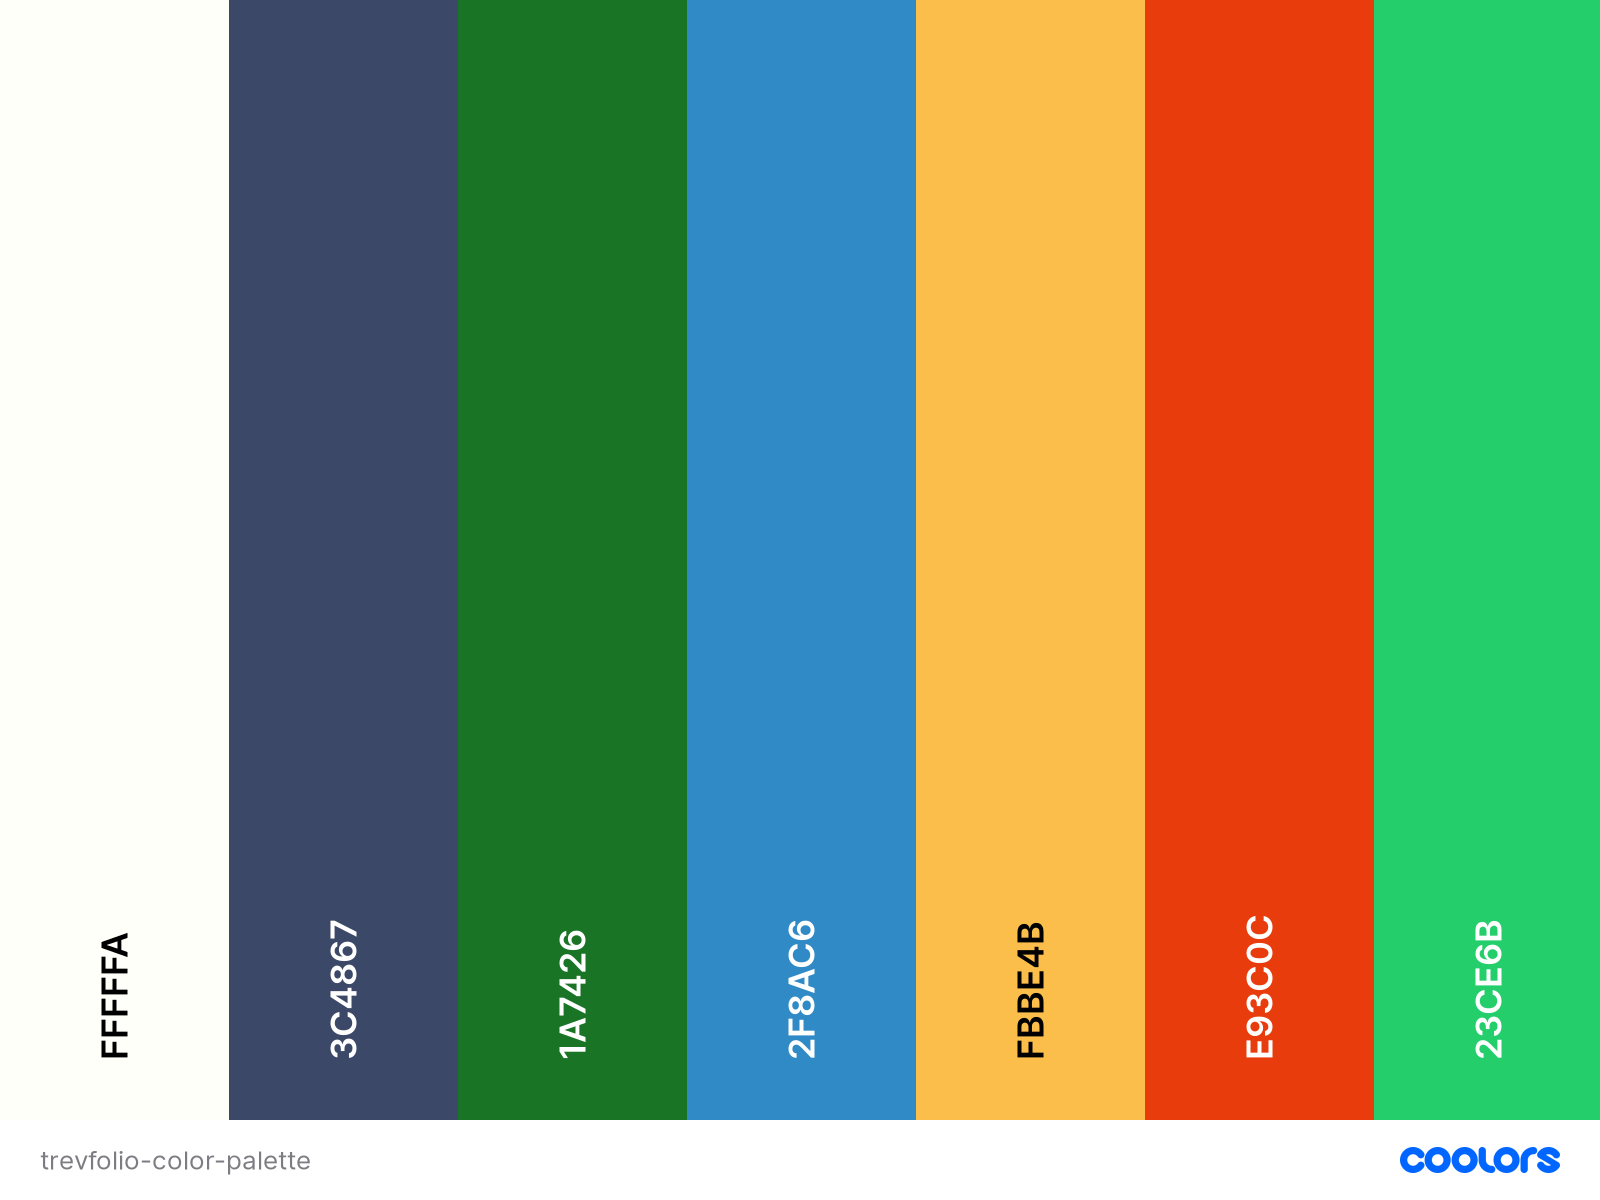 FFFFFA
3C4867
1A7426
2F8AC6
FBBE4B
E93C0C
23CE6B
trevfolio-color-palette
coolors